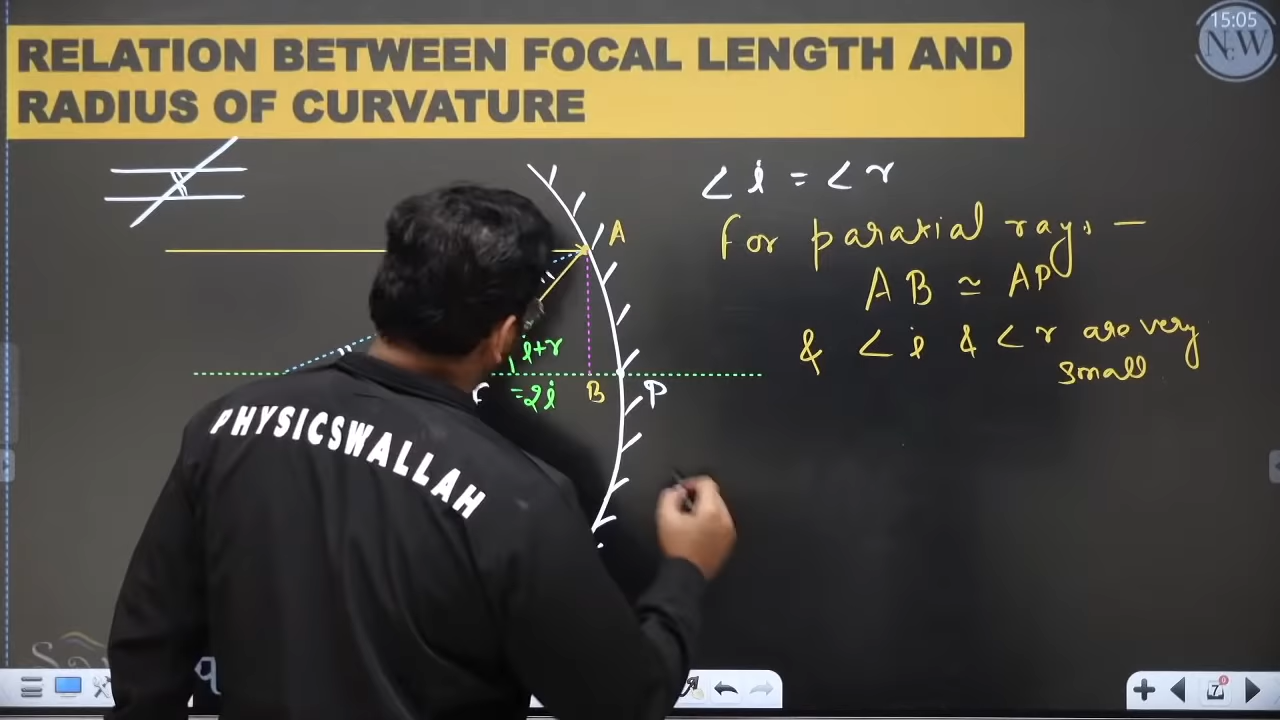 15:05
N W
RELATION BETWEEN FOCAL LENGTH AND
RADIUS OF CURVATURE
∠i = ∠r
For paraxial rays -
AB ≃ AP
& ∠i & ∠r are very
small
A
i+r
=2i
B
P
PHYSICSWALLAH
7